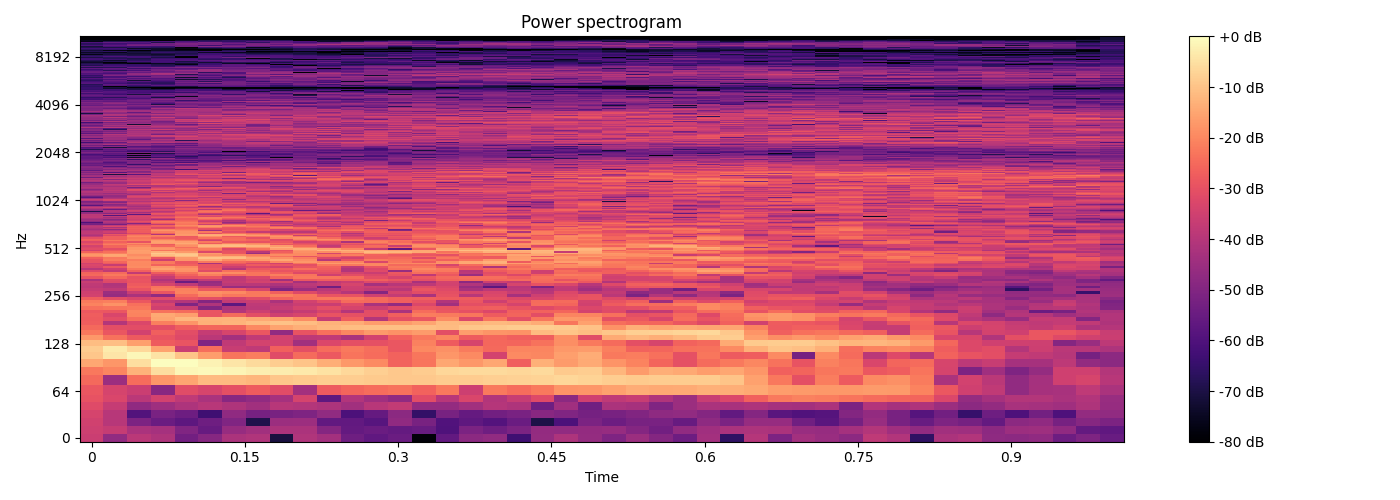 Power spectrogram
Hz
8192
4096
2048
1024
512
256
128
64
0
0 0.15 0.3 0.45 0.6 0.75 0.9
Time
+0 dB
-10 dB
-20 dB
-30 dB
-40 dB
-50 dB
-60 dB
-70 dB
-80 dB